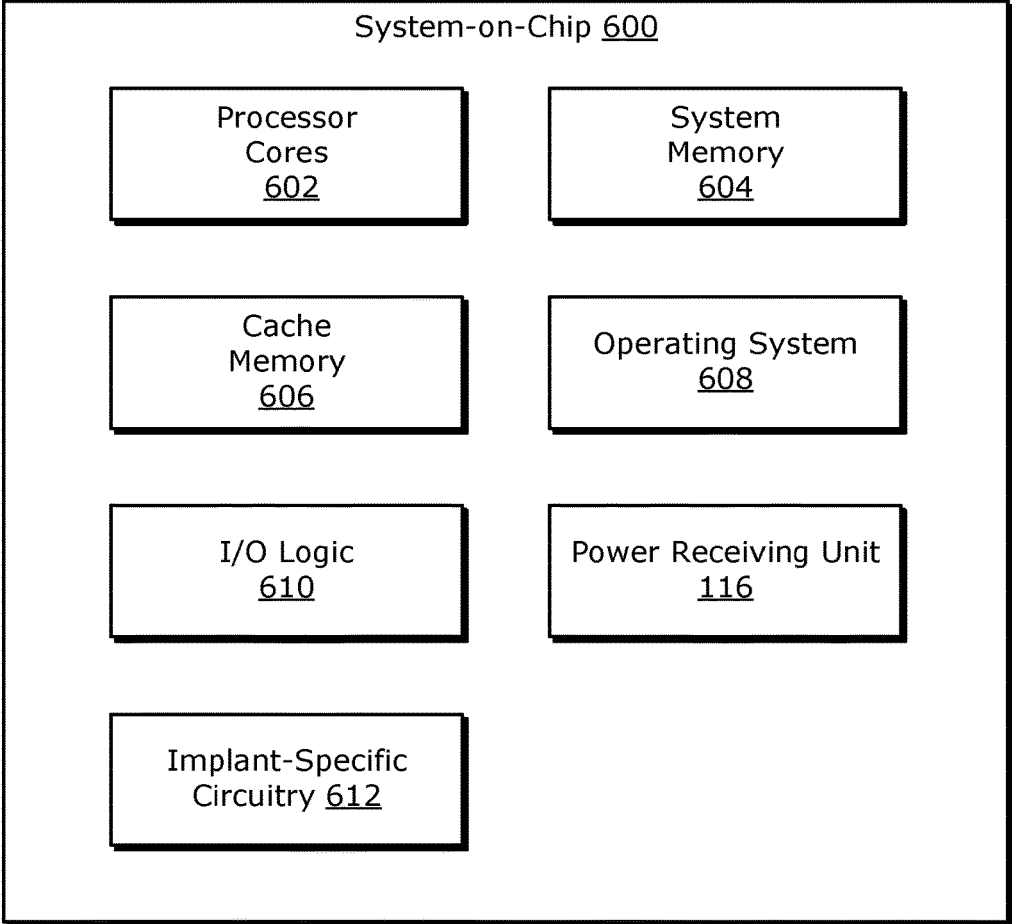 System-on-Chip 600
Processor
Cores
602
System
Memory
604
Cache
Memory
606
Operating System
608
I/O Logic
610
Power Receiving Unit
116
Implant-Specific
Circuitry 612